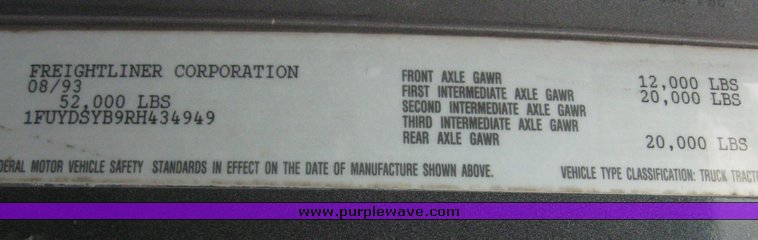 FREIGHTLINER CORPORATION
08/93
52,000 LBS
1FUYDSYB9RH434949
FRONT AXLE GAWR 12,000 LBS
FIRST INTERMEDIATE AXLE GAWR 20,000 LBS
SECOND INTERMEDIATE AXLE GAWR
THIRD INTERMEDIATE AXLE GAWR
REAR AXLE GAWR 20,000 LBS
DERAL MOTOR VEHICLE SAFETY STANDARDS IN EFFECT ON THE DATE OF MANUFACTURE SHOWN ABOVE. VEHICLE TYPE CLASSIFICATION: TRUCK TRACTO
www.purplewave.com